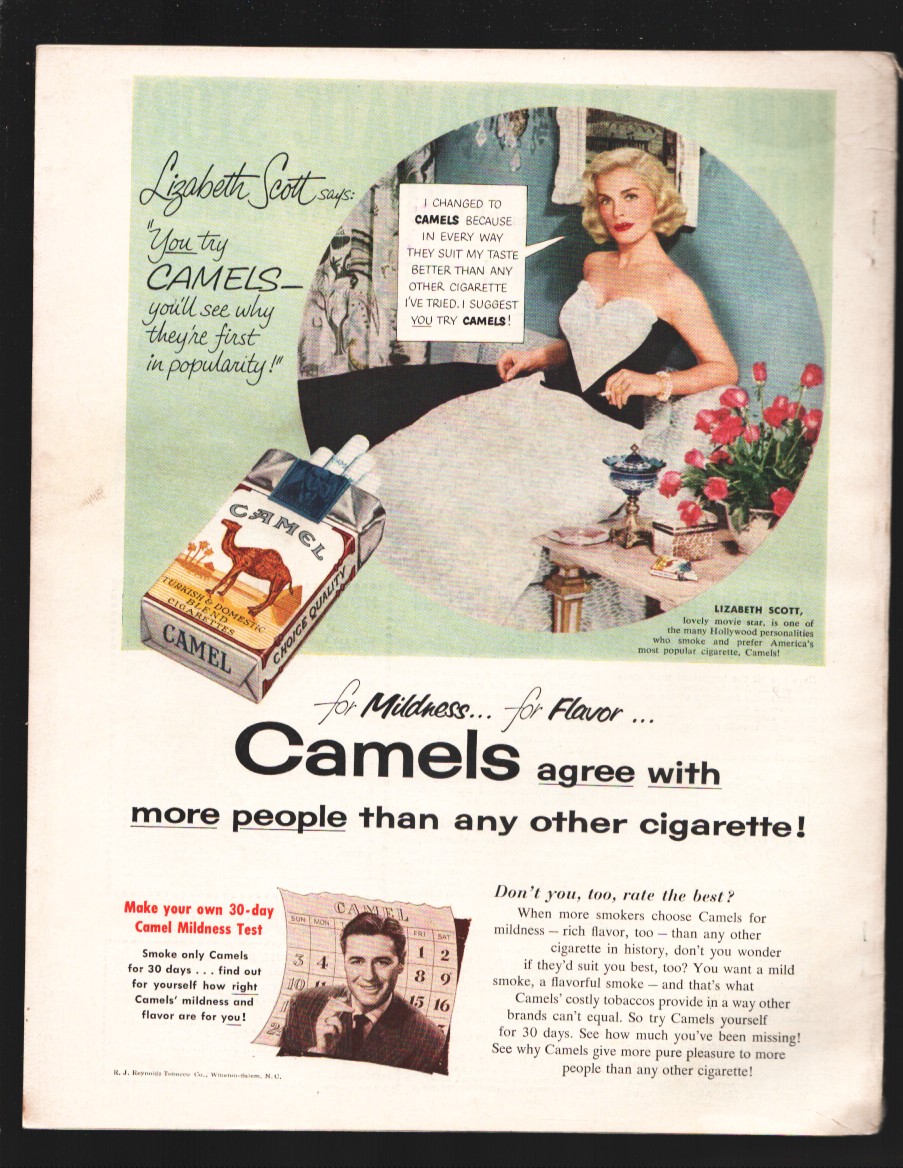 Lizabeth Scott says:
"You try
CAMELS—
you'll see why
they're first
in popularity!"
I CHANGED TO
CAMELS BECAUSE
IN EVERY WAY
THEY SUIT MY TASTE
BETTER THAN ANY
OTHER CIGARETTE
I'VE TRIED. I SUGGEST
YOU TRY CAMELS!
CAMEL
TURKISH & DOMESTIC
BLEND
CIGARETTES
CHOICE QUALITY
CAMEL
LIZABETH SCOTT,
lovely movie star, is one of
the many Hollywood personalities
who smoke and prefer America's
most popular cigarette, Camels!
for Mildness... for Flavor ...
Camels agree with
more people than any other cigarette!
Make your own 30-day
Camel Mildness Test
Smoke only Camels
for 30 days . . . find out
for yourself how right
Camels' mildness and
flavor are for you!
CAMEL
SUN MON FRI SAT
1 2
3 4 8 9
10 11 15 16
Don't you, too, rate the best?
When more smokers choose Camels for
mildness — rich flavor, too — than any other
cigarette in history, don't you wonder
if they'd suit you best, too? You want a mild
smoke, a flavorful smoke — and that's what
Camels' costly tobaccos provide in a way other
brands can't equal. So try Camels yourself
for 30 days. See how much you've been missing!
See why Camels give more pure pleasure to more
people than any other cigarette!
R. J. Reynolds Tobacco Co., Winston-Salem, N. C.